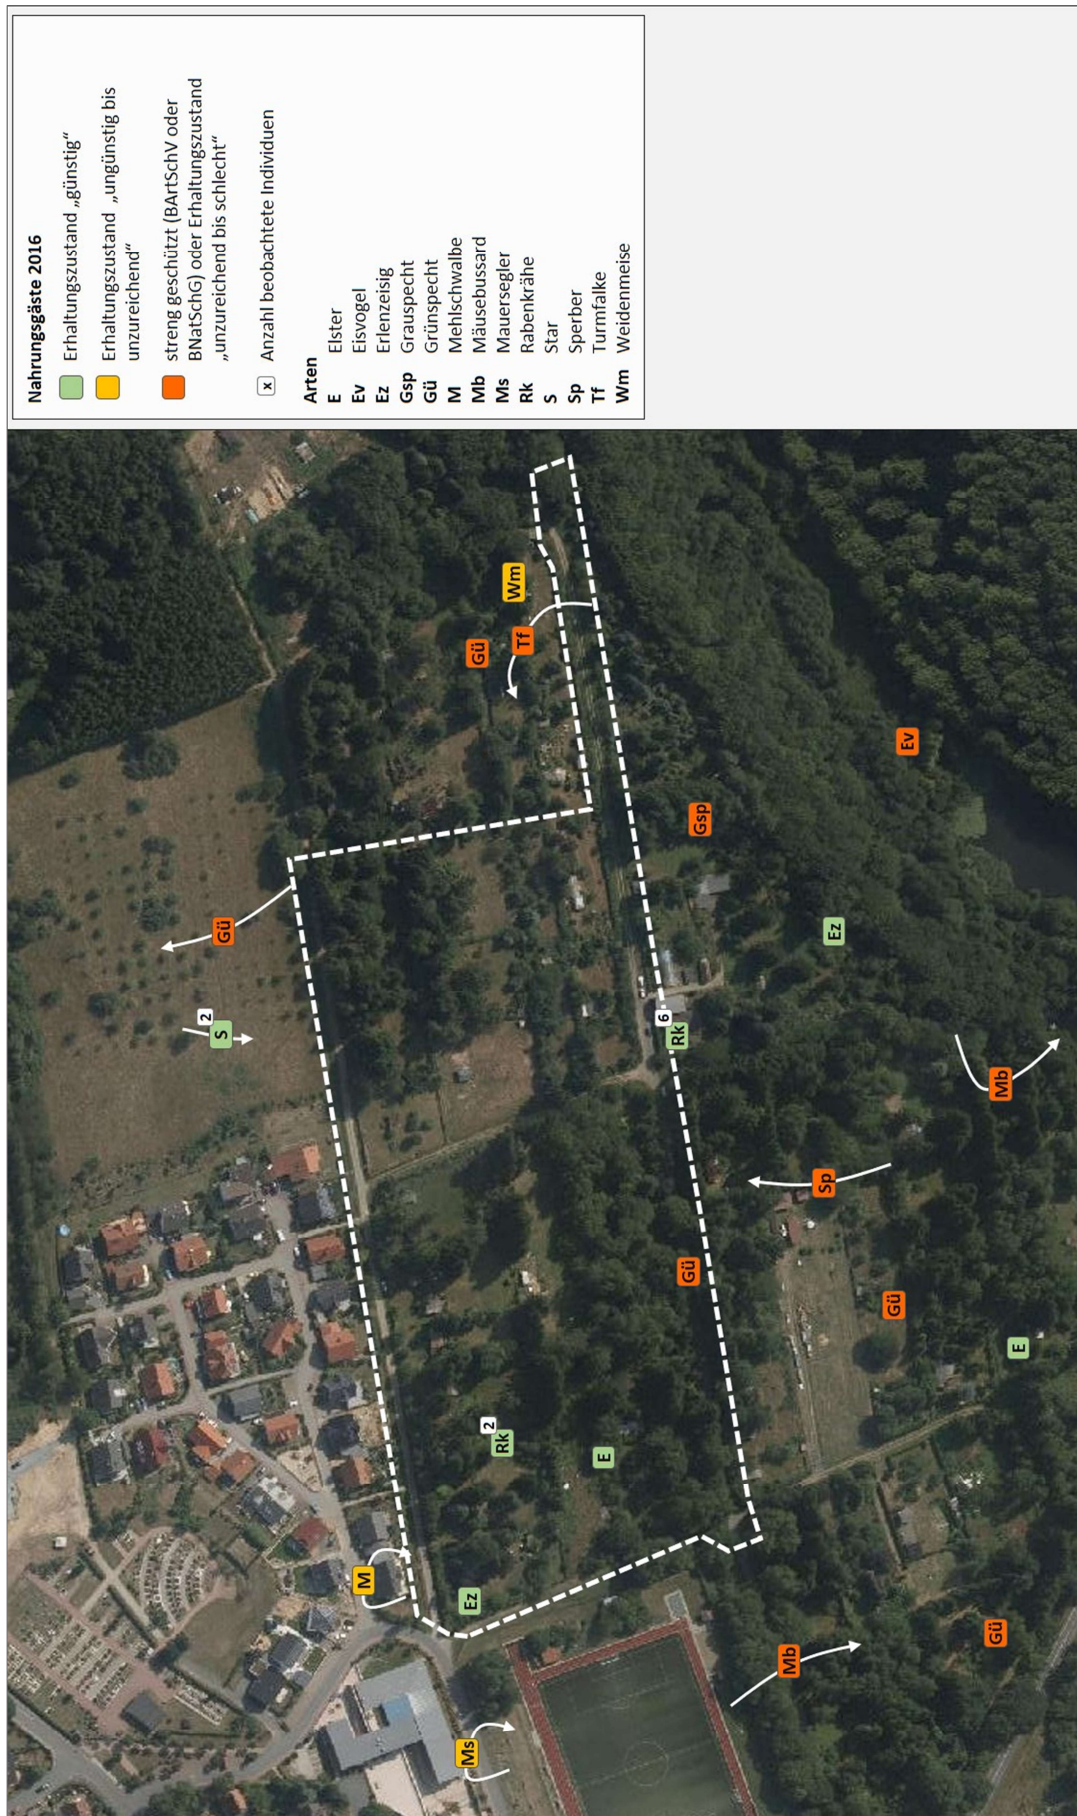 Nahrungsgäste 2016
Erhaltungszustand „günstig“
Erhaltungszustand „ungünstig bis
unzureichend“
streng geschützt (BArtSchV oder
BNatSchG) oder Erhaltungszustand
„unzureichend bis schlecht“
x Anzahl beobachtete Individuen
Arten
E Elster
Ev Eisvogel
Ez Erlenzeisig
Gsp Grauspecht
Gü Grünspecht
M Mehlschwalbe
Mb Mäusebussard
Ms Mauersegler
Rk Rabenkrähe
S Star
Sp Sperber
Tf Turmfalke
Wm Weidenmeise
Gü
2
S
M
Wm
Gü
Tf
Ms
Ez
2
Rk
E
6
Rk
Gü
Gsp
Mb
Sp
Ez
Gü
Ev
Gü
E
Mb